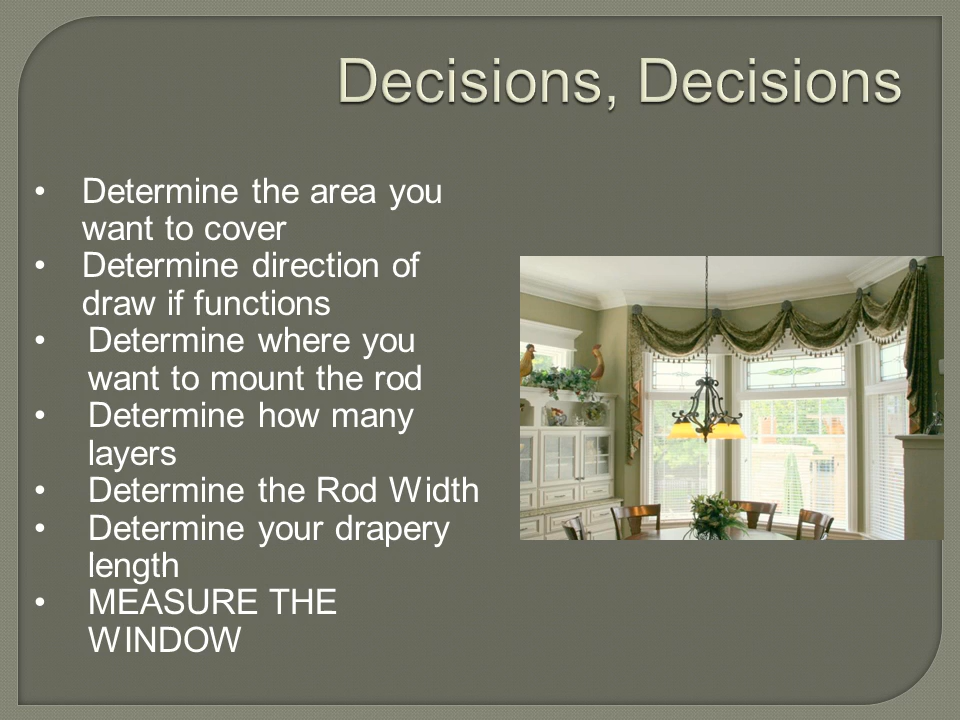 Decisions, Decisions
• Determine the area you
want to cover
• Determine direction of
draw if functions
• Determine where you
want to mount the rod
• Determine how many
layers
• Determine the Rod Width
• Determine your drapery
length
• MEASURE THE
WINDOW